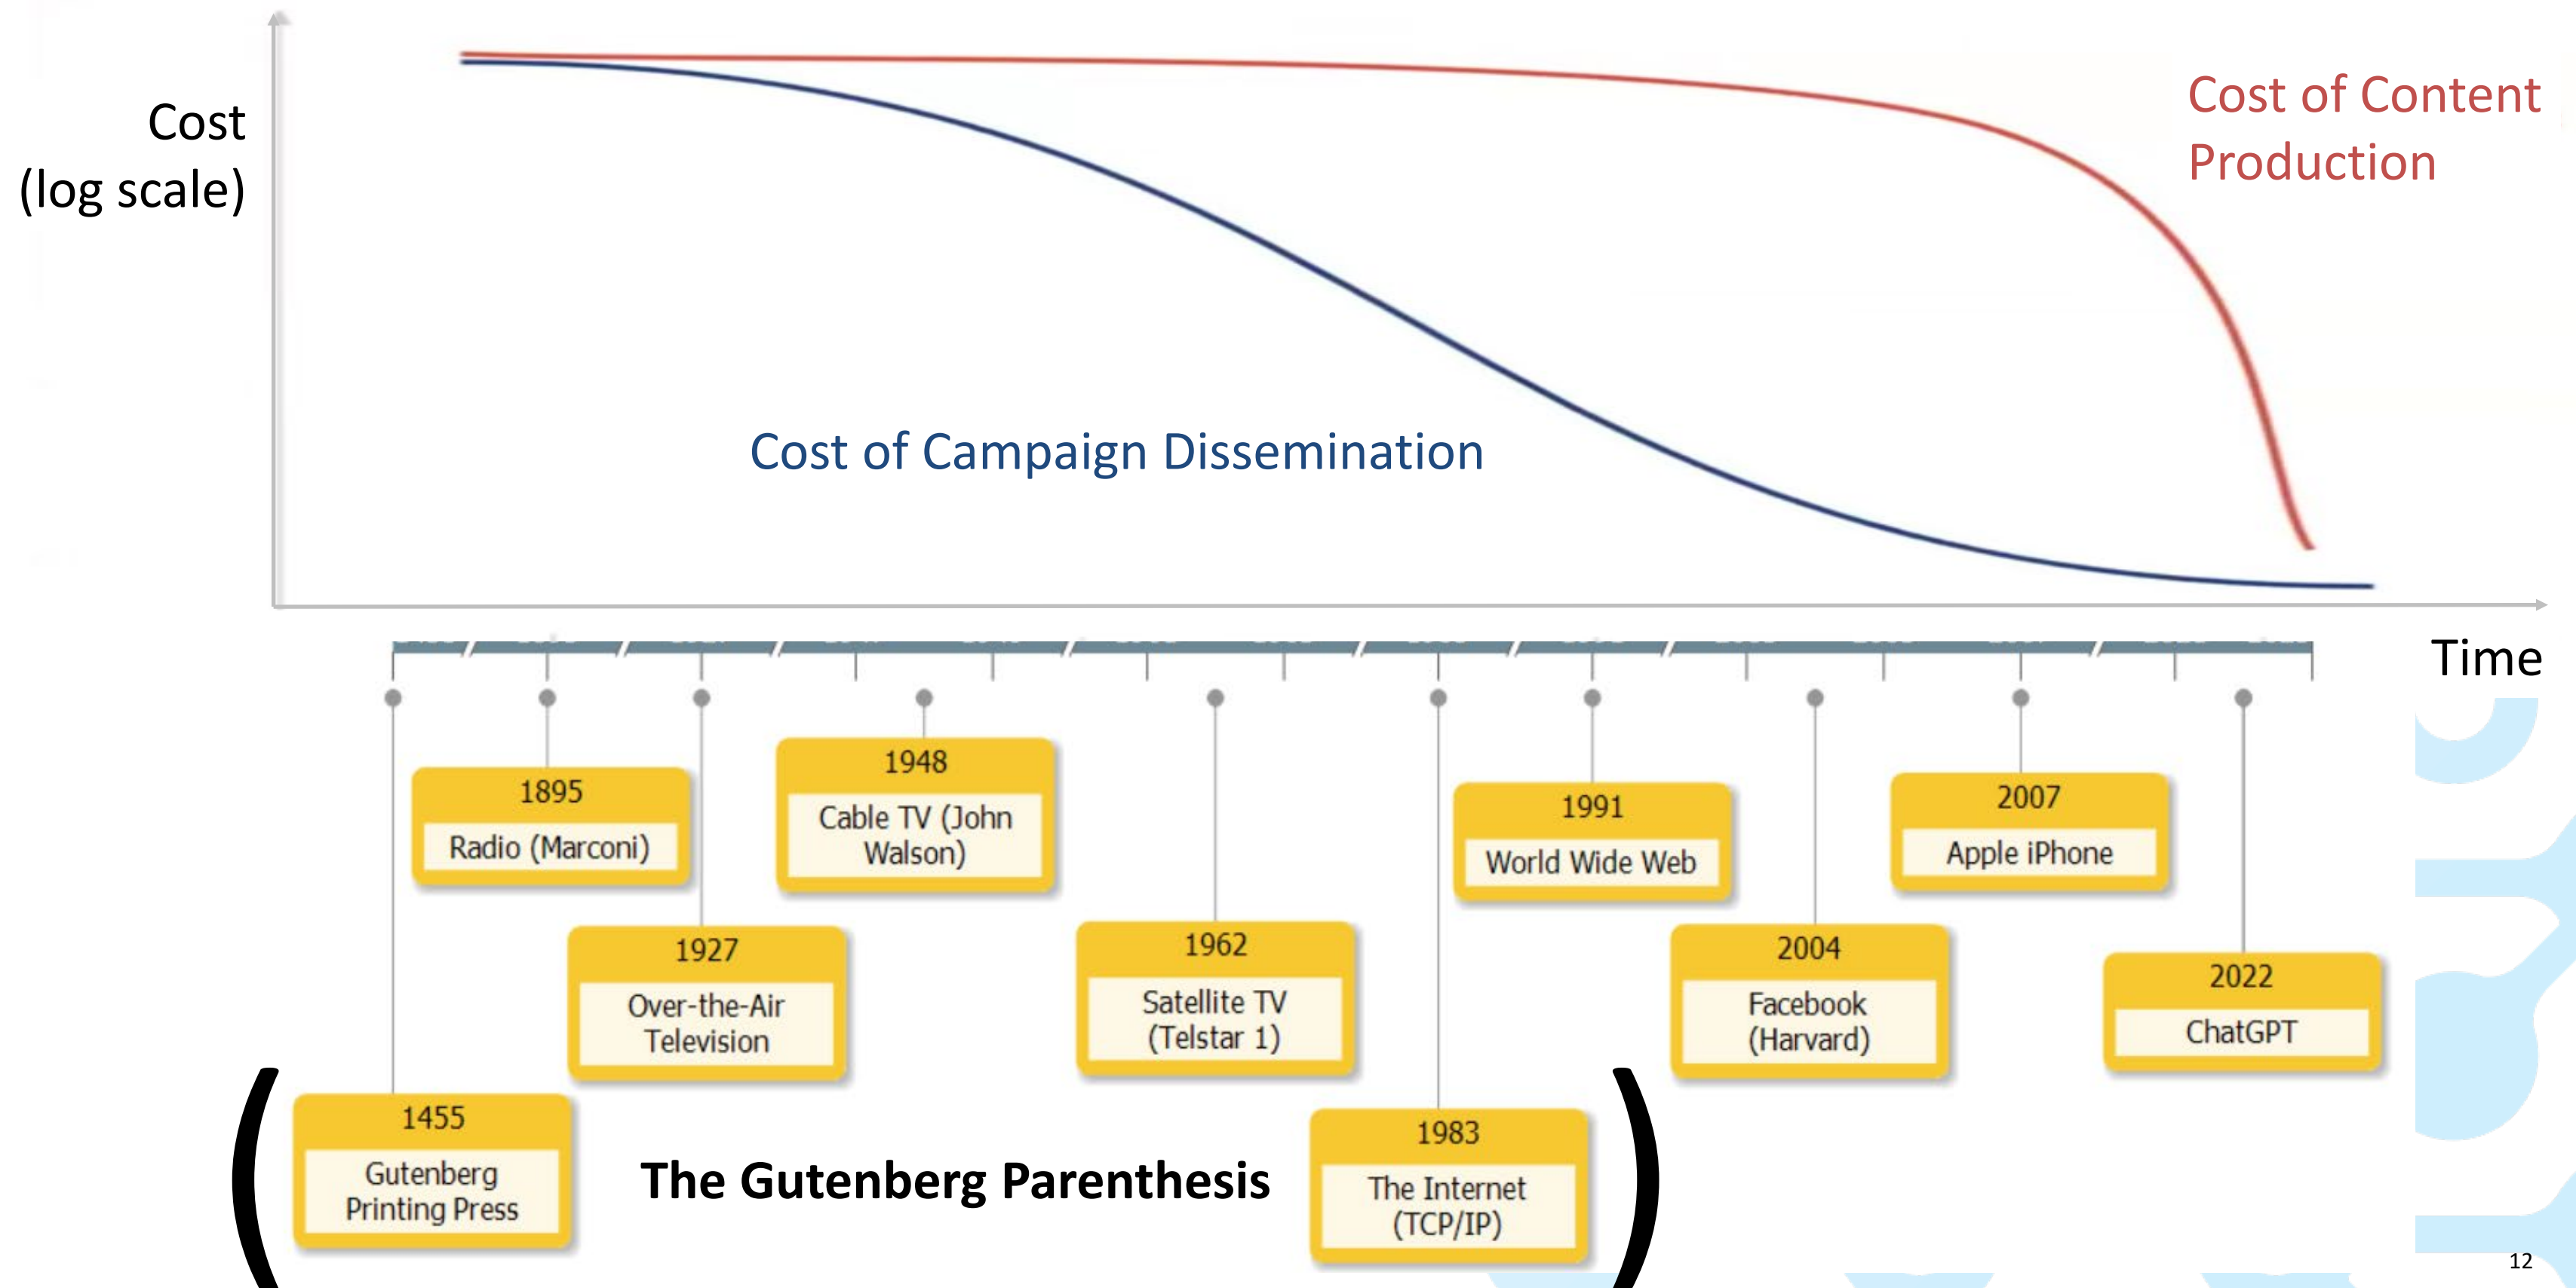 Cost
(log scale)
Cost of Content
Production
Cost of Campaign Dissemination
Time
1895
Radio (Marconi)
1948
Cable TV (John
Walson)
1991
World Wide Web
2007
Apple iPhone
1927
Over-the-Air
Television
1962
Satellite TV
(Telstar 1)
2004
Facebook
(Harvard)
2022
ChatGPT
(
1455
Gutenberg
Printing Press
The Gutenberg Parenthesis
1983
The Internet
(TCP/IP)
)
12